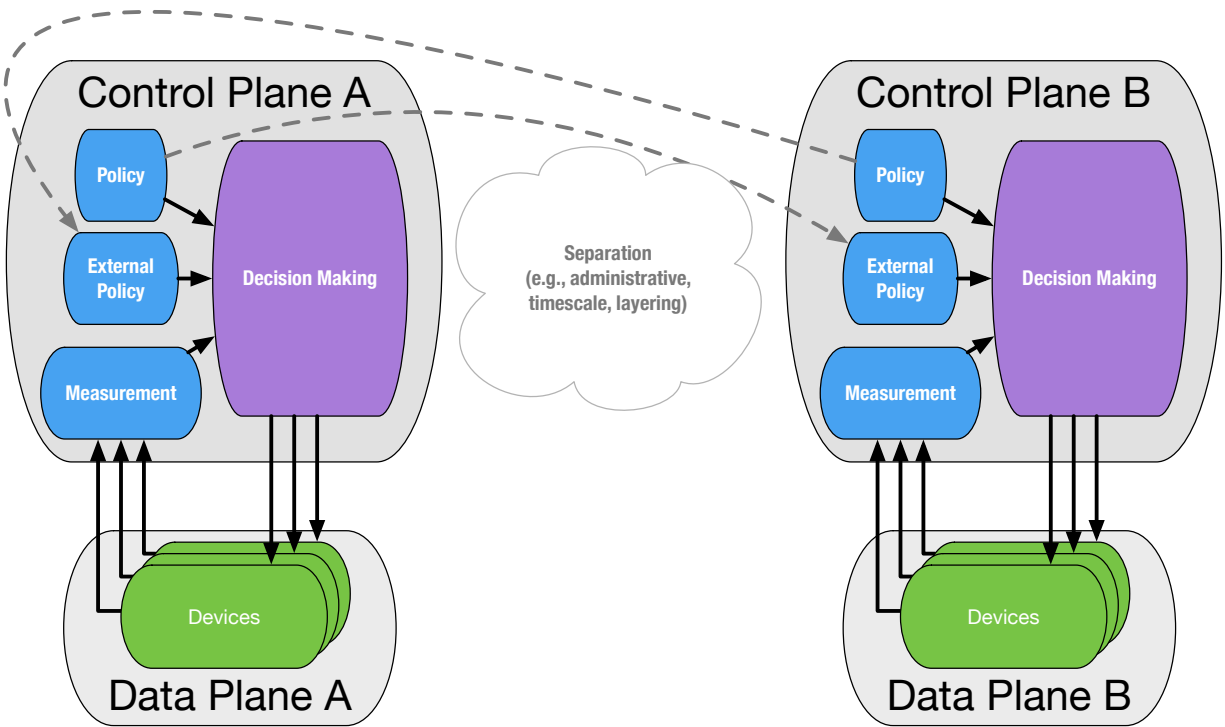 Control Plane A
Policy
External
Policy
Decision Making
Measurement
Devices
Data Plane A
Separation
(e.g., administrative,
timescale, layering)
Control Plane B
Policy
External
Policy
Decision Making
Measurement
Devices
Data Plane B